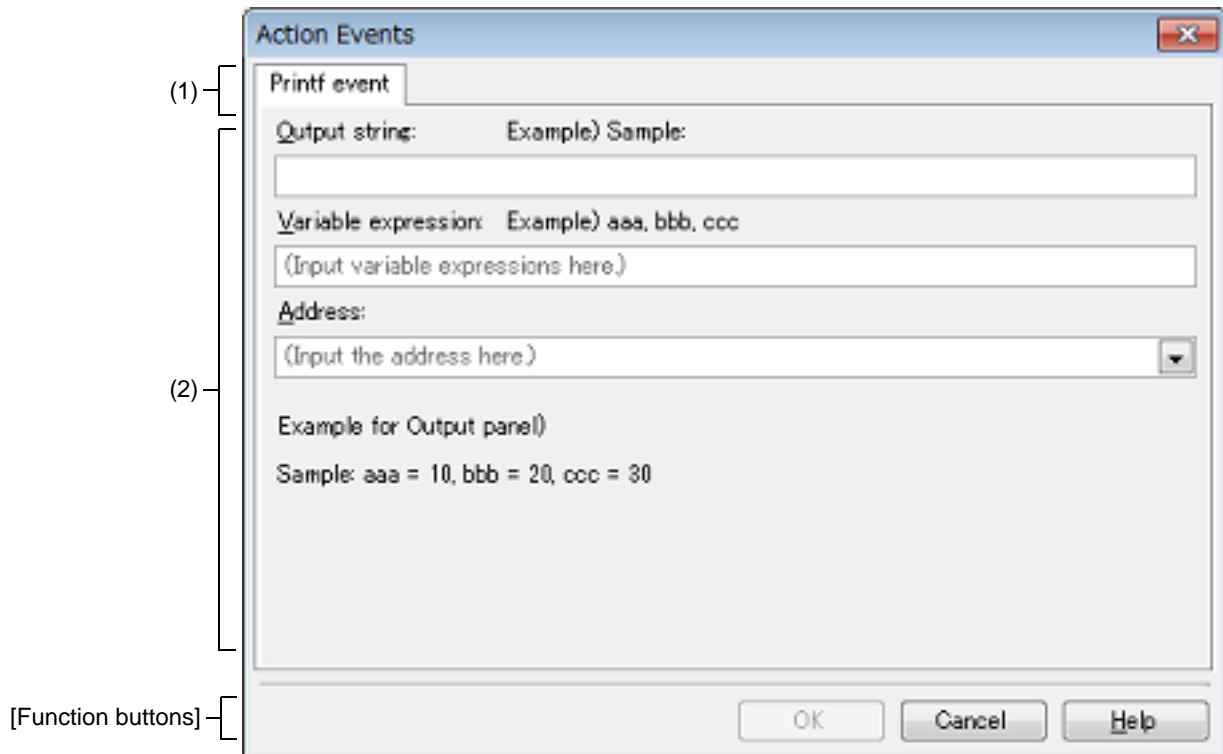 Action Events
(1)
Printf event
Output string: Example) Sample:
Variable expression: Example) aaa, bbb, ccc
(Input variable expressions here.)
Address:
(Input the address here.)
(2)
Example for Output panel)
Sample: aaa = 10, bbb = 20, ccc = 30
[Function buttons]
OK Cancel Help